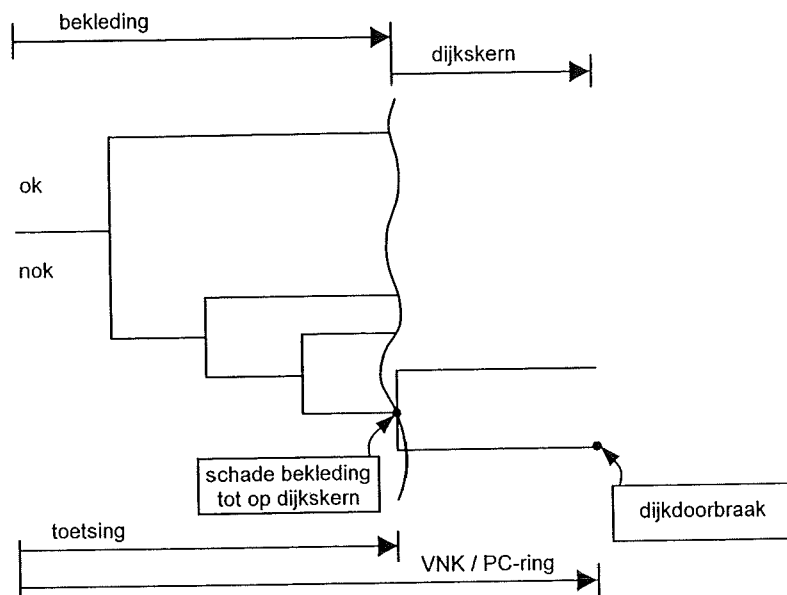 bekleding
dijkskern
ok
nok
schade bekleding
tot op dijkskern
dijkdoorbraak
toetsing
VNK / PC-ring